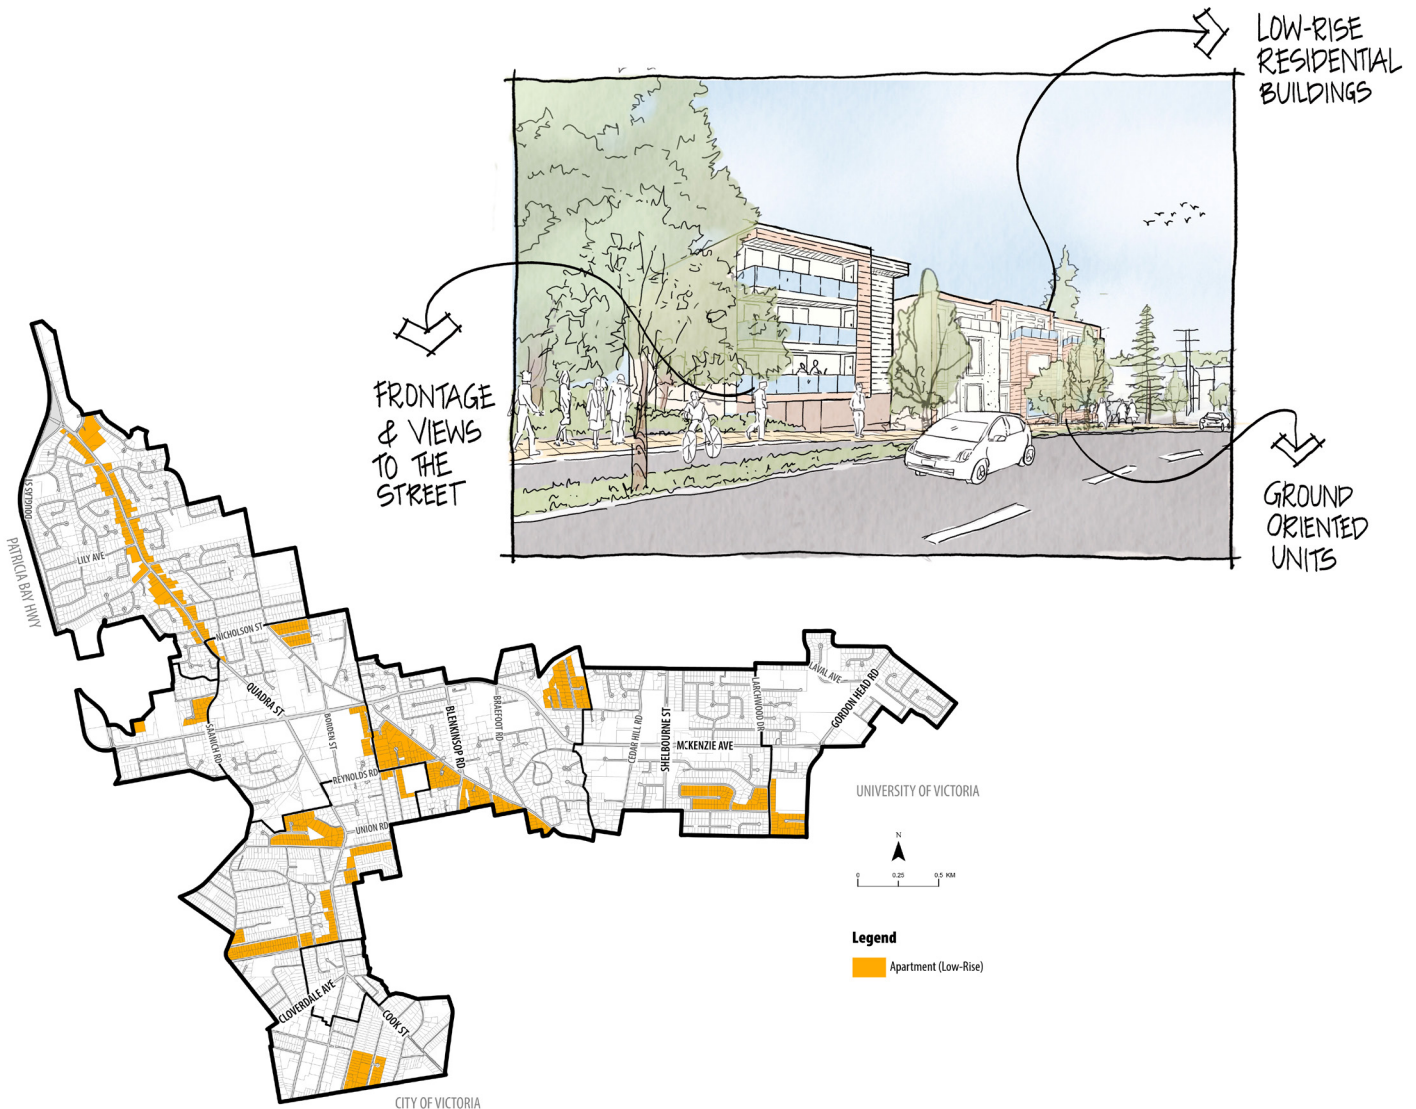 LOW-RISE
RESIDENTIAL
BUILDINGS
FRONTAGE
& VIEWS
TO THE
STREET
GROUND
ORIENTED
UNITS
DOUGLAS ST
PATRICIA BAY HWY
LILY AVE
NICHOLSON ST
QUADRA ST
SAANICH RD
BORDEN ST
REYNOLDS RD
BLENKINSOP RD
BRAEFOOT RD
CEDAR HILL RD
SHELBOURNE ST
MCKENZIE AVE
LARCHWOOD DR
LAVAL AVE
GORDON HEAD RD
UNION RD
CLOVERDALE AVE
COOK ST
UNIVERSITY OF VICTORIA
CITY OF VICTORIA
N
0 0.25 0.5 KM
Legend
Apartment (Low-Rise)